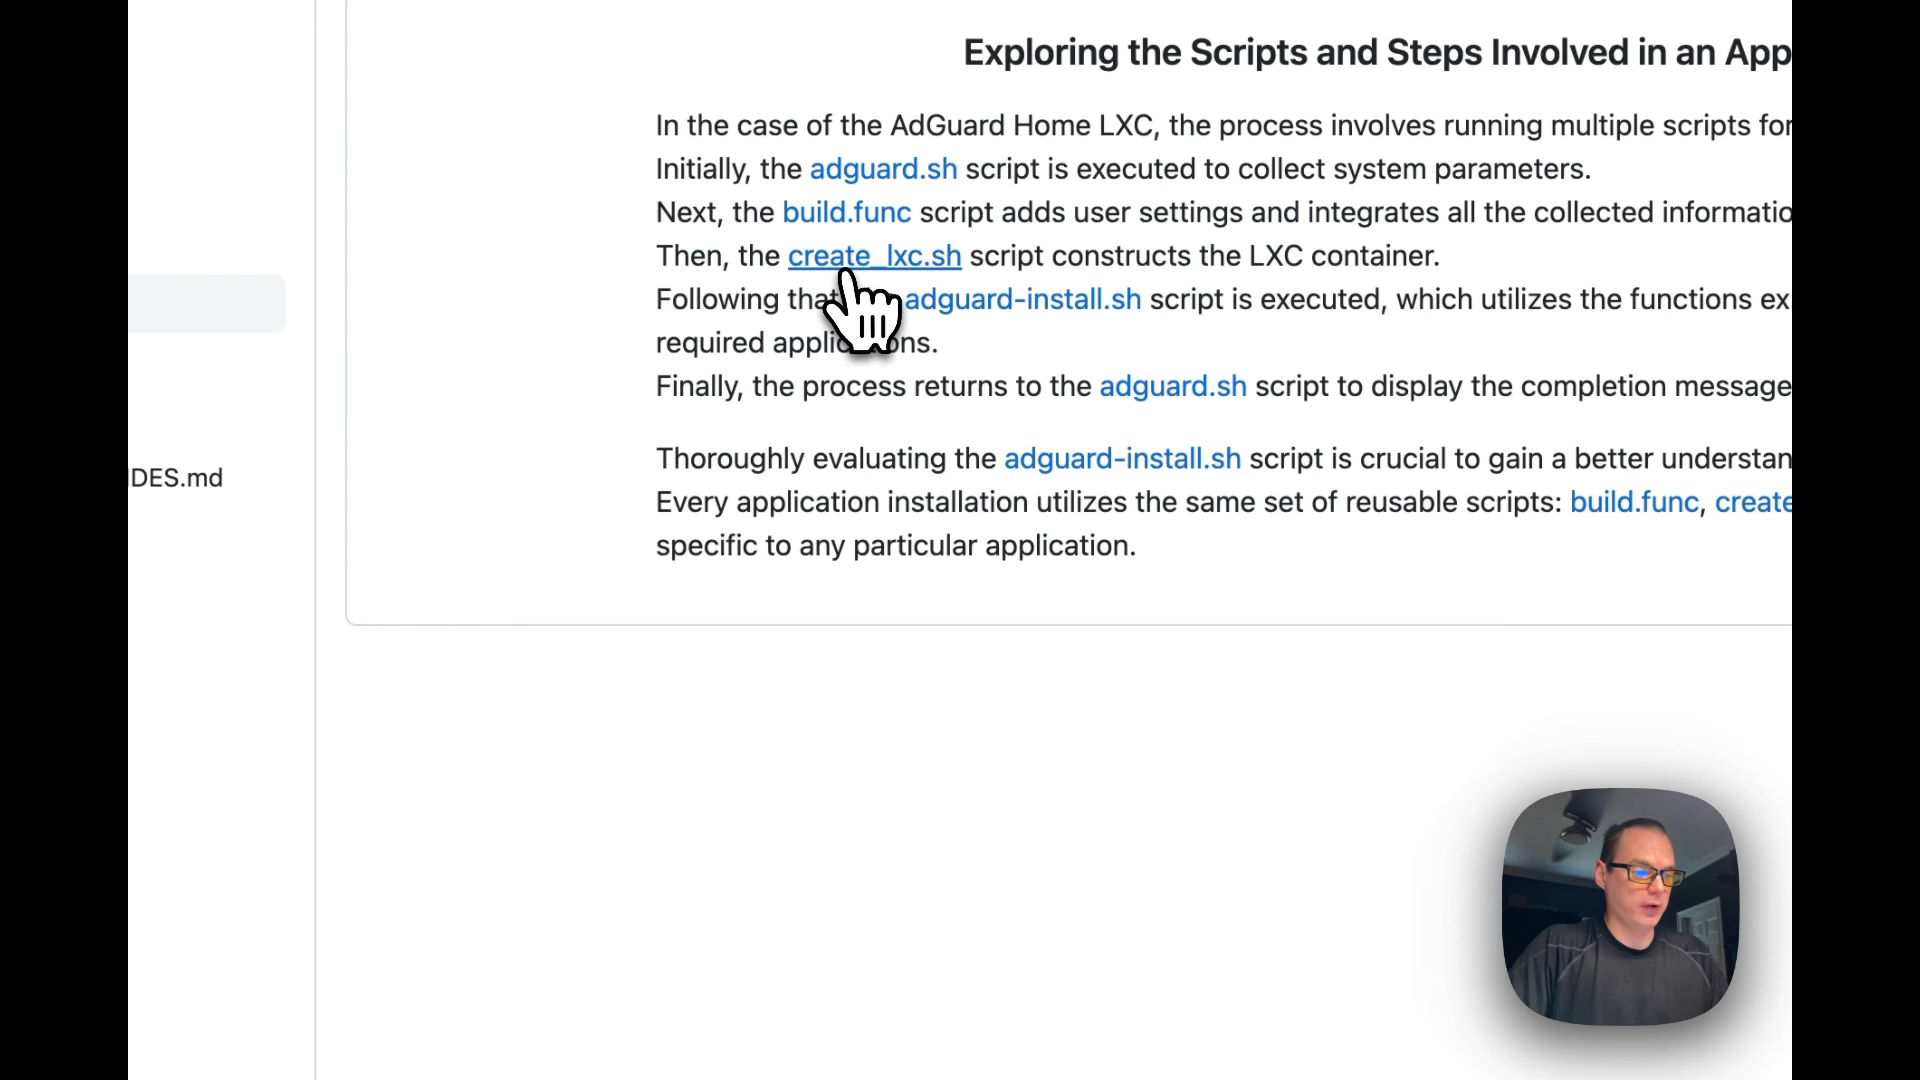 Exploring the Scripts and Steps Involved in an App
In the case of the AdGuard Home LXC, the process involves running multiple scripts for
Initially, the adguard.sh script is executed to collect system parameters.
Next, the build.func script adds user settings and integrates all the collected informatio
Then, the create_lxc.sh script constructs the LXC container.
Following that adguard-install.sh script is executed, which utilizes the functions ex
required applications.
Finally, the process returns to the adguard.sh script to display the completion message
Thoroughly evaluating the adguard-install.sh script is crucial to gain a better understan
Every application installation utilizes the same set of reusable scripts: build.func, create
specific to any particular application.
IDES.md